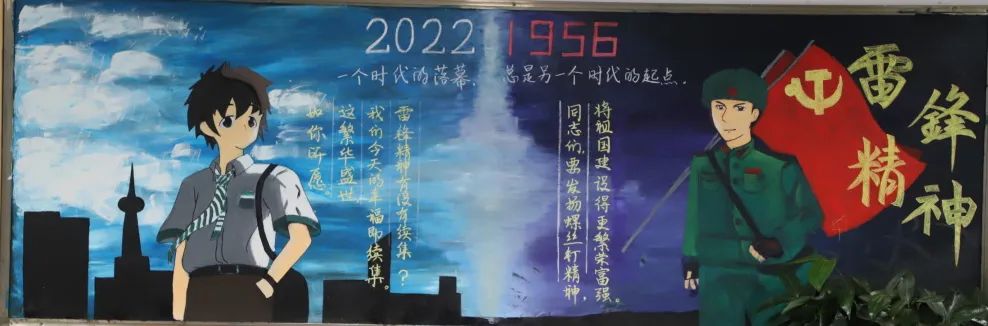 2022 1956
一个时代的落幕，总是另一个时代的起点.
雷锋精神有没有续集？
我们今天的幸福即续集。
这繁华盛世，
如你所愿。
同志们，要发扬螺丝钉精神，
将祖国建设得更繁荣富强。
雷鋒
精神